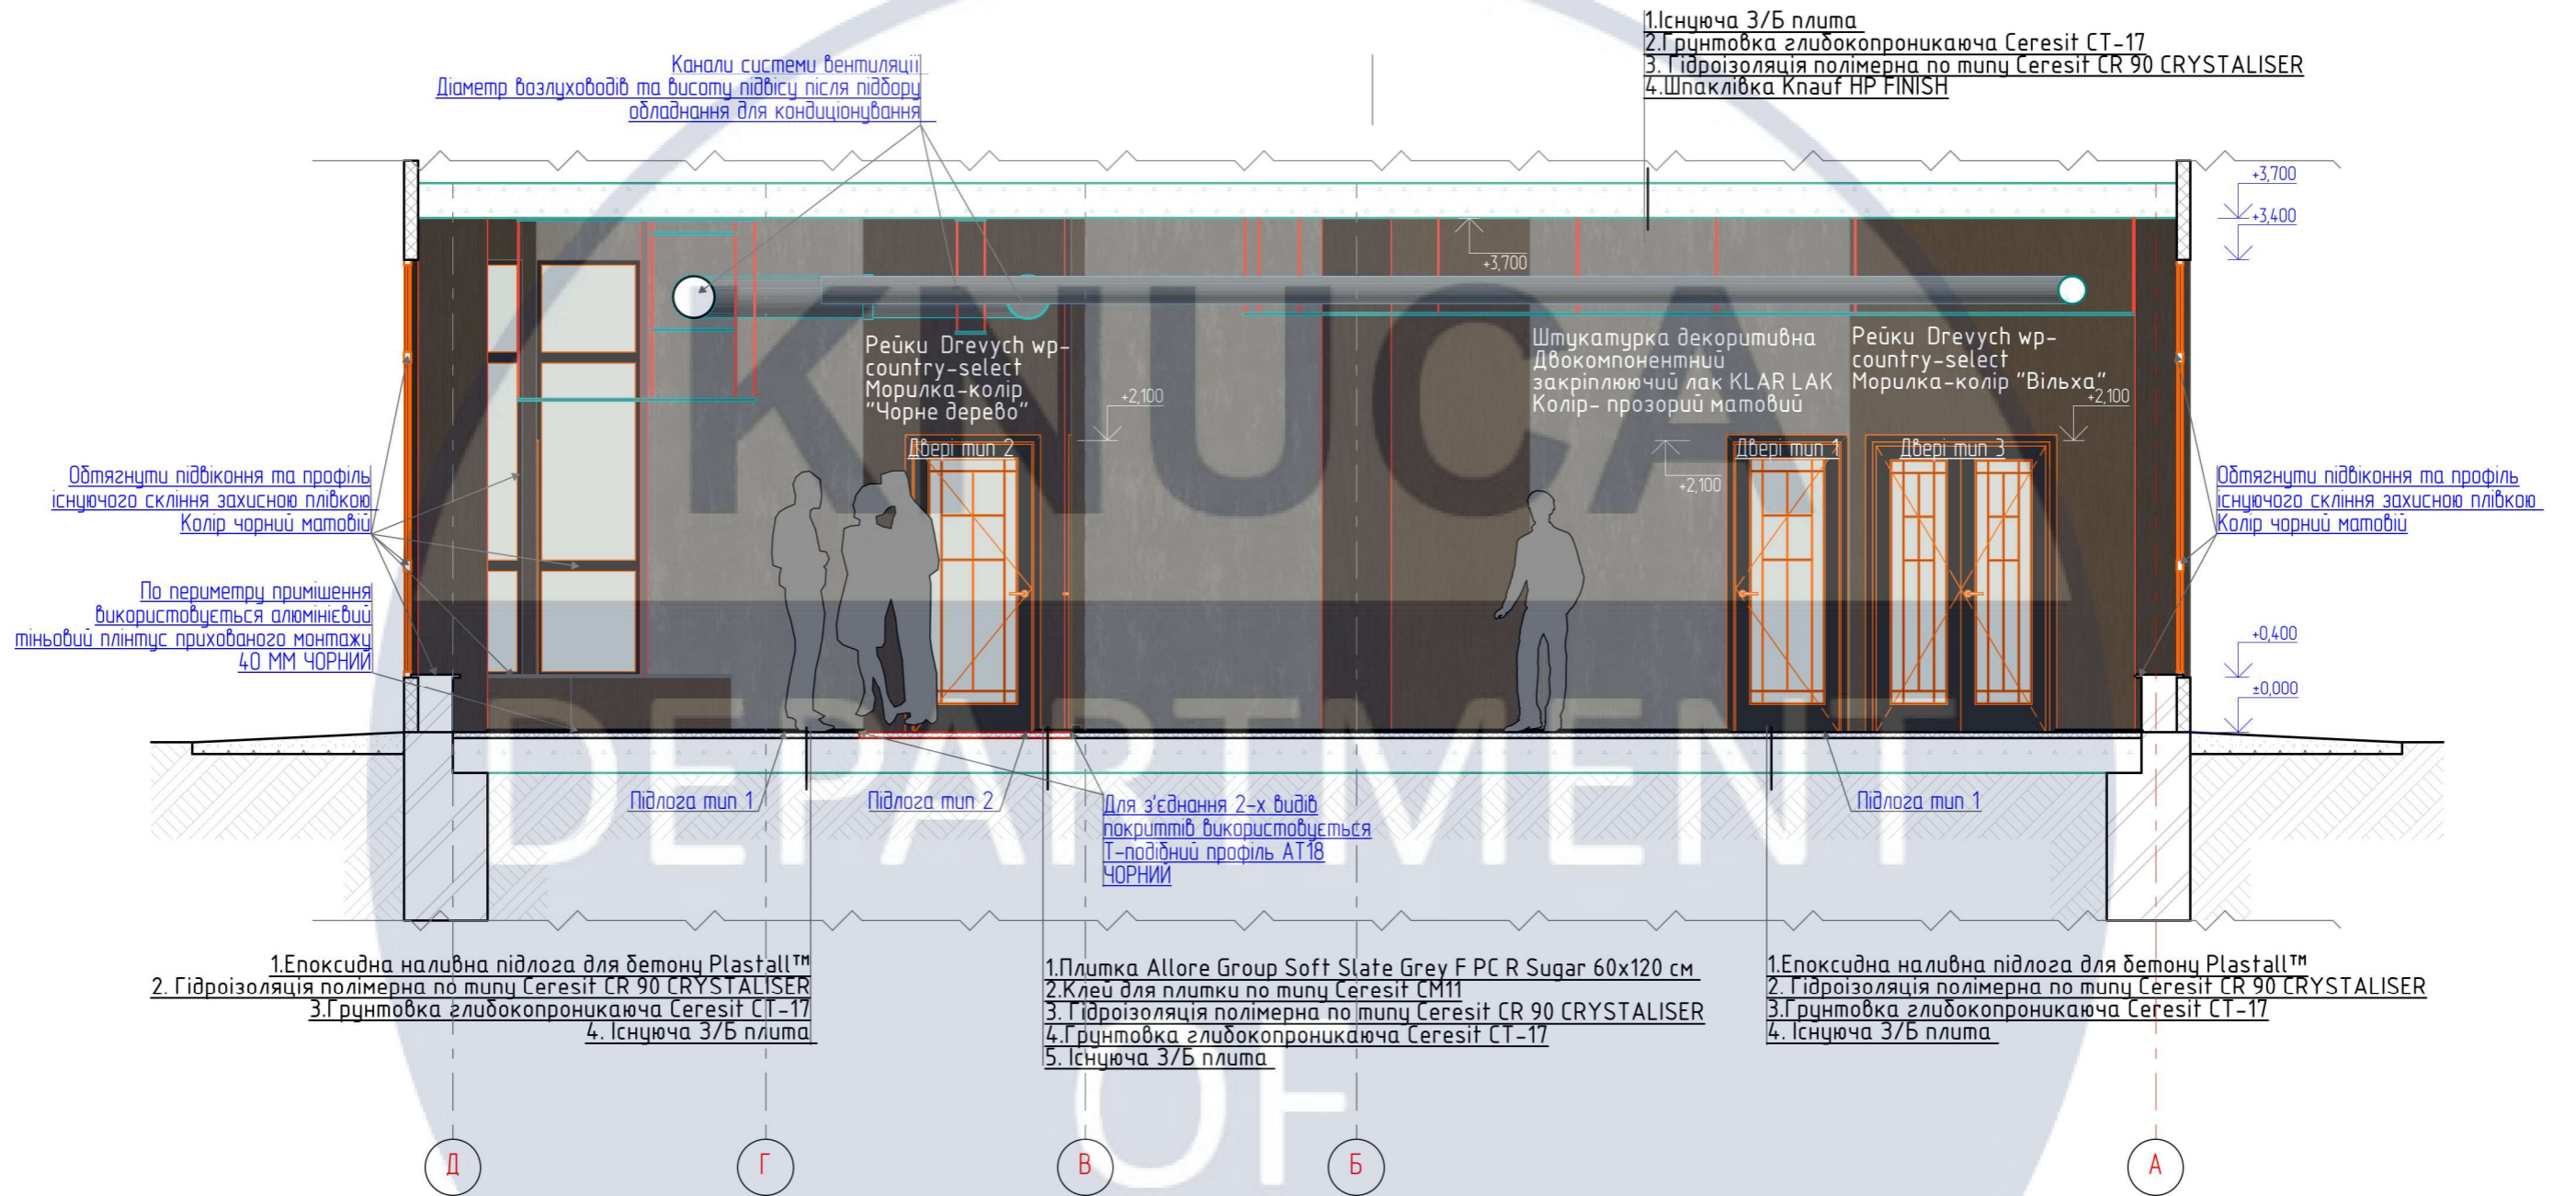 1.Існуюча З/Б плита
2.Грунтовка глибокопроникаюча Ceresit CT-17
3. Гідроізоляція полімерна по типу Ceresit CR 90 CRYSTALISER
4.Шпаклівка Knauf HP FINISH
Канали системи вентиляції
Діаметр возлуховодів та висоту підвісу після підбору
обладнання для кондиціонування
+3,700
+3,400
+3,700
Рейки Drevych wp-
country-select
Морилка-колір
"Чорне дерево"
+2,100
Штукатурка декоритивна
Двокомпонентний
закріплюючий лак KLAR LAK
Колір- прозорий матовий
Рейки Drevych wp-
country-select
Морилка-колір "Вільха"
+2,100
Двері тип 2
+2,100
Двері тип 1
Двері тип 3
KNUCA
Обтягнути підвіконня та профіль
існуючого скління захисною плівкою
Колір чорний матовій
Обтягнути підвіконня та профіль
існуючого скління захисною плівкою
Колір чорний матовій
По периметру приміщення
використовується алюмінієвий
тіньовий плінтус прихованого монтажу
40 ММ ЧОРНИЙ
+0,400
±0,000
DEPARTMENT
Підлога тип 1
Підлога тип 2
Для з'єднання 2-х видів
покриттів використовується
Т-подібний профіль АТ18
ЧОРНИЙ
Підлога тип 1
1.Епоксидна наливна підлога для бетону Plastall™
2. Гідроізоляція полімерна по типу Ceresit CR 90 CRYSTALISER
3.Грунтовка глибокопроникаюча Ceresit CT-17
4. Існуюча З/Б плита
1.Плитка Allore Group Soft Slate Grey F PC R Sugar 60x120 см
2.Клей для плитки по типу Ceresit CM11
3. Гідроізоляція полімерна по типу Ceresit CR 90 CRYSTALISER
4.Грунтовка глибокопроникаюча Ceresit CT-17
5. Існуюча З/Б плита
1.Епоксидна наливна підлога для бетону Plastall™
2. Гідроізоляція полімерна по типу Ceresit CR 90 CRYSTALISER
3.Грунтовка глибокопроникаюча Ceresit CT-17
4. Існуюча З/Б плита
OF
Д
Г
В
Б
А